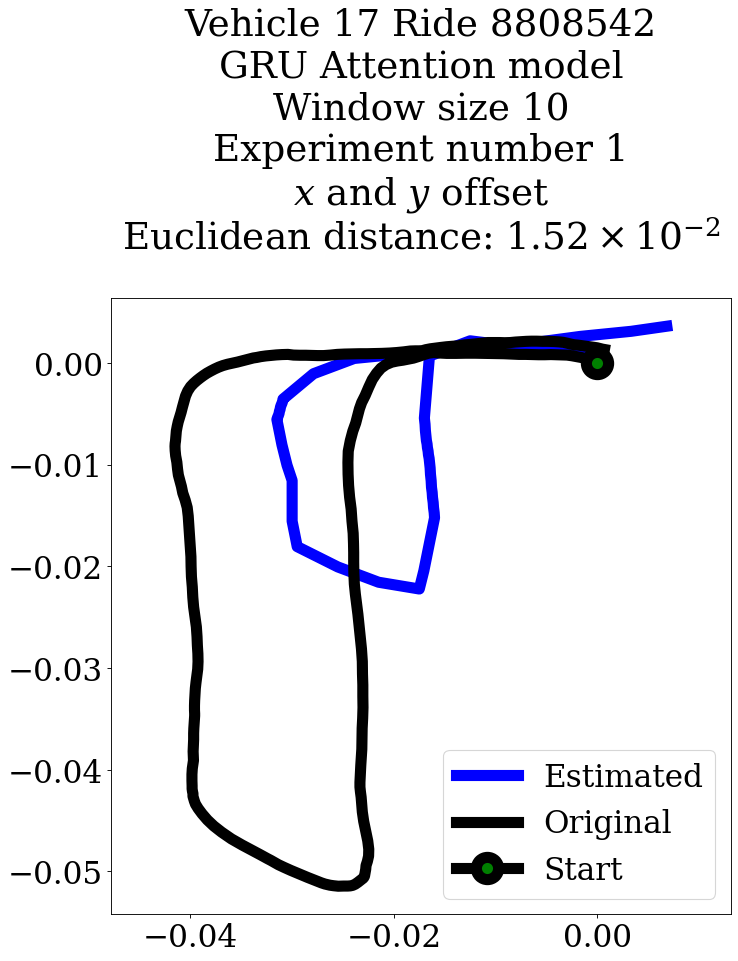 Vehicle 17 Ride 8808542
GRU Attention model
Window size 10
Experiment number 1
x and y offset
Euclidean distance: 1.52 × 10⁻²
0.00
−0.01
−0.02
−0.03
−0.04
−0.05
Estimated
Original
Start
−0.04 −0.02 0.00